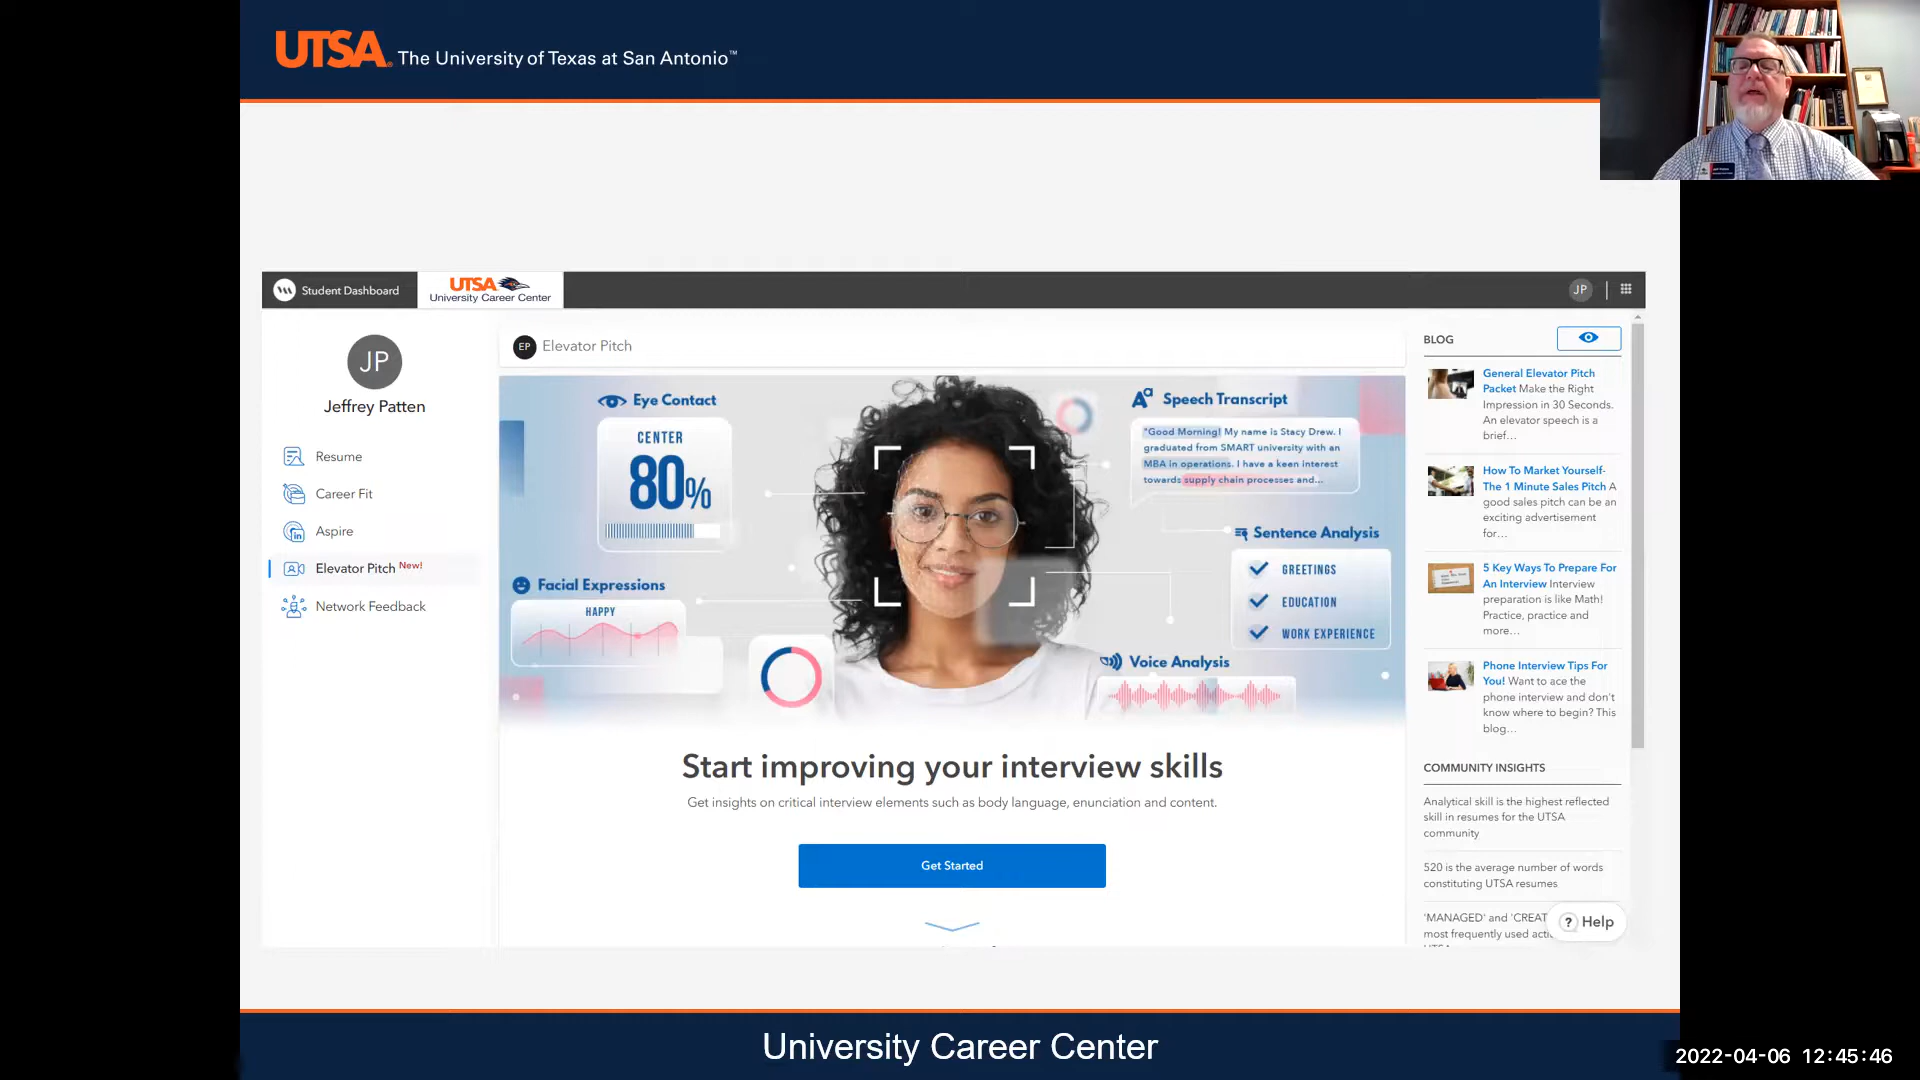 UTSA. The University of Texas at San Antonio™
Student Dashboard
UTSA
University Career Center
JP
JP
Jeffrey Patten
Resume
Career Fit
Aspire
Elevator Pitch New!
Network Feedback
EP Elevator Pitch
Eye Contact
CENTER
80%
Facial Expressions
HAPPY
Aa Speech Transcript
"Good Morning! My name is Stacy Drew. I
graduated from SMART university with an
MBA in operations. I have a keen interest
towards supply chain processes and...
Sentence Analysis
GREETINGS
EDUCATION
WORK EXPERIENCE
Voice Analysis
Start improving your interview skills
Get insights on critical interview elements such as body language, enunciation and content.
Get Started
BLOG
General Elevator Pitch
Packet Make the Right
Impression in 30 Seconds.
An elevator speech is a
brief...
How To Market Yourself-
The 1 Minute Sales Pitch A
good sales pitch can be an
exciting advertisement
for...
5 Key Ways To Prepare For
An Interview Interview
preparation is like Math!
Practice, practice and
more...
Phone Interview Tips For
You! Want to ace the
phone interview and don't
know where to begin? This
blog...
COMMUNITY INSIGHTS
Analytical skill is the highest reflected
skill in resumes for the UTSA
community
520 is the average number of words
constituting UTSA resumes
'MANAGED' and 'CREAT
most frequently used acti
? Help
University Career Center
2022-04-06 12:45:46